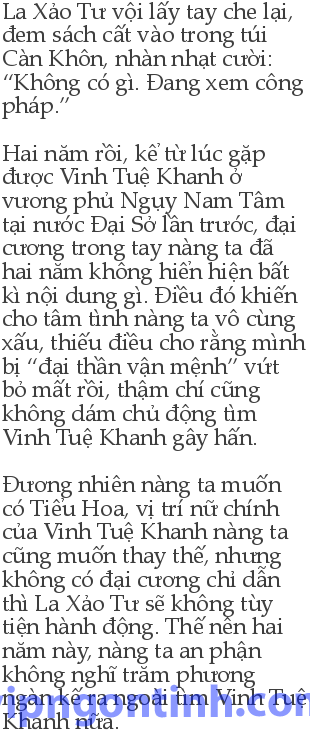 La Xảo Tư vội lấy tay che lại,
đem sách cất vào trong túi
Càn Khôn, nhàn nhạt cười:
“Không có gì. Đang xem công
pháp.”
Hai năm rồi, kể từ lúc gặp
được Vinh Tuệ Khanh ở
vương phủ Ngụy Nam Tâm
tại nước Đại Sở lần trước, đại
cương trong tay nàng ta đã
hai năm không hiển hiện bất
kì nội dung gì. Điều đó khiến
cho tâm tình nàng ta vô cùng
xấu, thiếu điều cho rằng mình
bị “đại thần vận mệnh” vứt
bỏ mất rồi, thậm chí cũng
không dám chủ động tìm
Vinh Tuệ Khanh gây hấn.
Đương nhiên nàng ta muốn
có Tiểu Hoa, vị trí nữ chính
của Vinh Tuệ Khanh nàng ta
cũng muốn thay thế, nhưng
không có đại cương chỉ dẫn
thì La Xảo Tư sẽ không tùy
tiện hành động. Thế nên hai
năm này, nàng ta an phận
không nghĩ trăm phương
ngàn kế ra ngoài tìm Vinh Tuệ
Khanh nữa.
vipngontinh.com